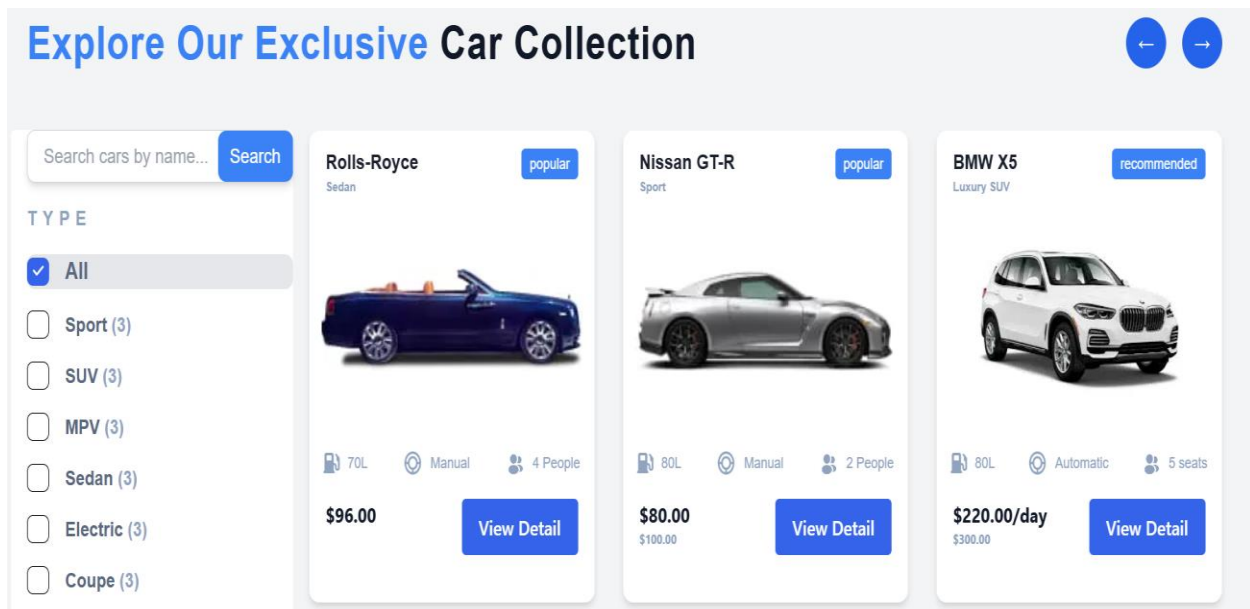 Explore Our Exclusive Car Collection
← →
Search cars by name... Search
TYPE
All
Sport (3)
SUV (3)
MPV (3)
Sedan (3)
Electric (3)
Coupe (3)
Rolls-Royce popular
Sedan
70L Manual 4 People
$96.00 View Detail
Nissan GT-R popular
Sport
80L Manual 2 People
$80.00 View Detail
$100.00
BMW X5 recommended
Luxury SUV
80L Automatic 5 seats
$220.00/day View Detail
$300.00